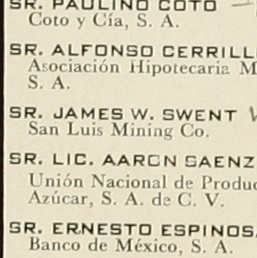 SR. PAULINO COTO
Coto y Cía, S. A.
SR. ALFONSO CERRILL
Asociación Hipotecaria M
S. A.
SR. JAMES W. SWENT
San Luis Mining Co.
SR. LIC. AARON SAENZ
Unión Nacional de Produc
Azúcar, S. A. de C. V.
SR. ERNESTO ESPINOS
Banco de México, S. A.